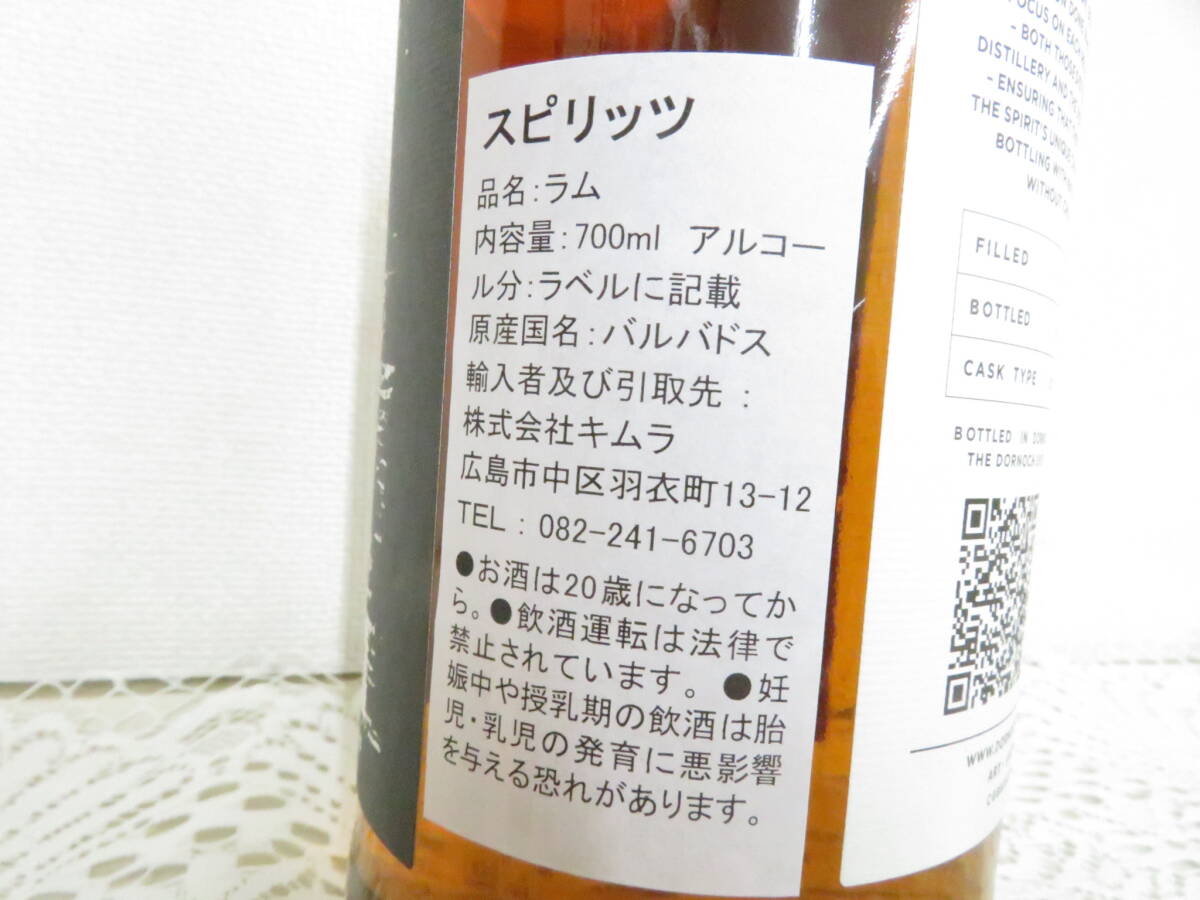 スピリッツ
品名:ラム
内容量:700ml アルコー
ル分:ラベルに記載
原産国名:バルバドス
輸入者及び引取先 :
株式会社キムラ
広島市中区羽衣町13-12
TEL : 082-241-6703
●お酒は20歳になってか
ら。●飲酒運転は法律で
禁止されています。 ●妊
娠中や授乳期の飲酒は胎
児・乳児の発育に悪影響
を与える恐れがあります。
FOCUS ON EACH
- BOTH THOSE
DISTILLERY AND
- ENSURING THAT
THE SPIRIT'S UNIQUE
BOTTLING WITH
WITHOUT
FILLED
BOTTLED
CASK TYPE
BOTTLED IN
THE DORNOCH